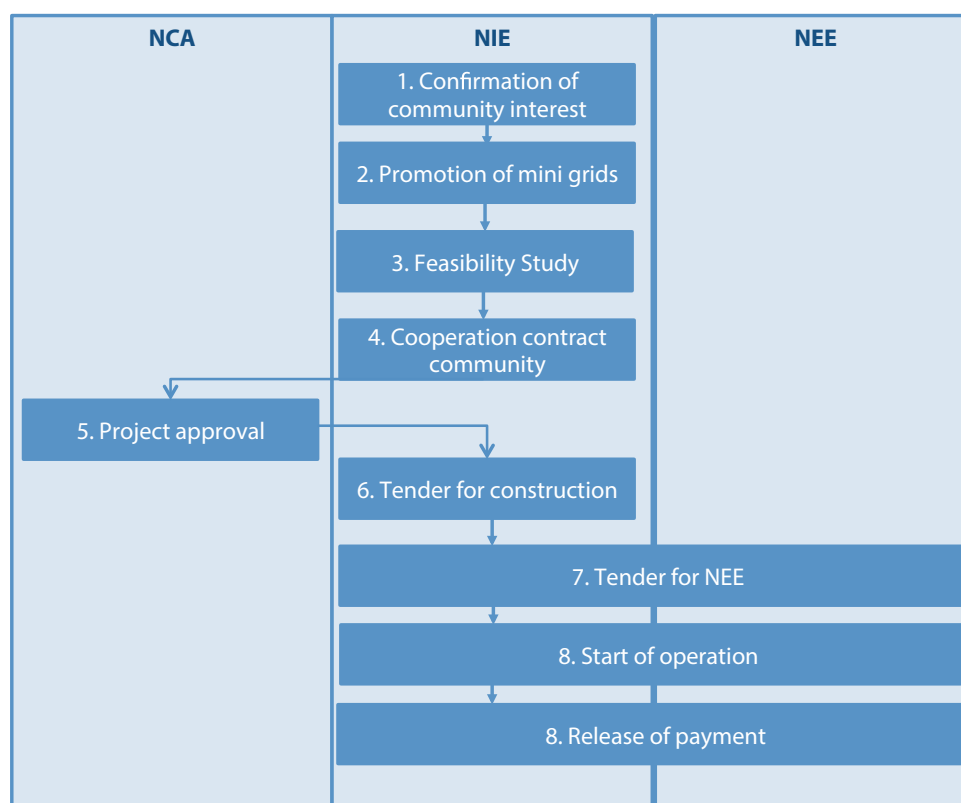 NCA
NIE
NEE
1. Confirmation of
community interest
2. Promotion of mini grids
3. Feasibility Study
4. Cooperation contract
community
5. Project approval
6. Tender for construction
7. Tender for NEE
8. Start of operation
8. Release of payment